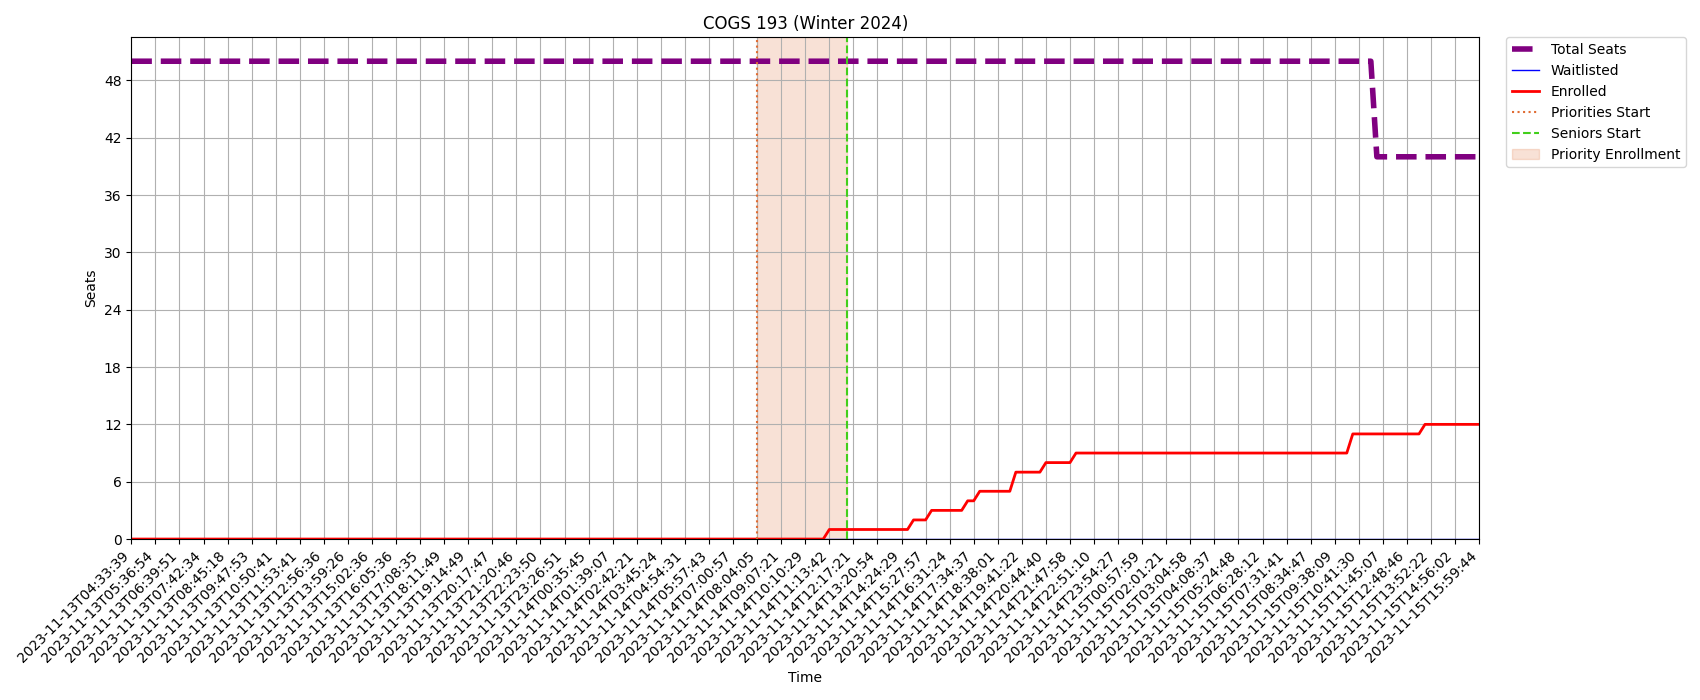 COGS 193 (Winter 2024)
Total Seats
Waitlisted
Enrolled
Priorities Start
Seniors Start
Priority Enrollment
Seats
48
42
36
30
24
18
12
6
0
2023-11-13T04:33:39
2023-11-13T05:36:54
2023-11-13T06:39:51
2023-11-13T07:42:34
2023-11-13T08:45:18
2023-11-13T09:47:53
2023-11-13T10:50:41
2023-11-13T11:53:41
2023-11-13T12:56:36
2023-11-13T13:59:26
2023-11-13T15:02:36
2023-11-13T16:05:36
2023-11-13T17:08:35
2023-11-13T18:11:49
2023-11-13T19:14:49
2023-11-13T20:17:47
2023-11-13T21:20:46
2023-11-13T22:23:50
2023-11-13T23:26:51
2023-11-14T00:35:45
2023-11-14T01:39:07
2023-11-14T02:42:21
2023-11-14T03:45:24
2023-11-14T04:54:31
2023-11-14T05:57:43
2023-11-14T07:00:57
2023-11-14T08:04:05
2023-11-14T09:07:21
2023-11-14T10:10:29
2023-11-14T11:13:42
2023-11-14T12:17:21
2023-11-14T13:20:54
2023-11-14T14:24:29
2023-11-14T15:27:57
2023-11-14T16:31:24
2023-11-14T17:34:37
2023-11-14T18:38:01
2023-11-14T19:41:22
2023-11-14T20:44:40
2023-11-14T21:47:58
2023-11-14T22:51:10
2023-11-14T23:54:27
2023-11-15T00:57:59
2023-11-15T02:01:21
2023-11-15T03:04:58
2023-11-15T04:08:37
2023-11-15T05:24:48
2023-11-15T06:28:12
2023-11-15T07:31:41
2023-11-15T08:34:47
2023-11-15T09:38:09
2023-11-15T10:41:30
2023-11-15T11:45:07
2023-11-15T12:48:46
2023-11-15T13:52:22
2023-11-15T14:56:02
2023-11-15T15:59:44
Time